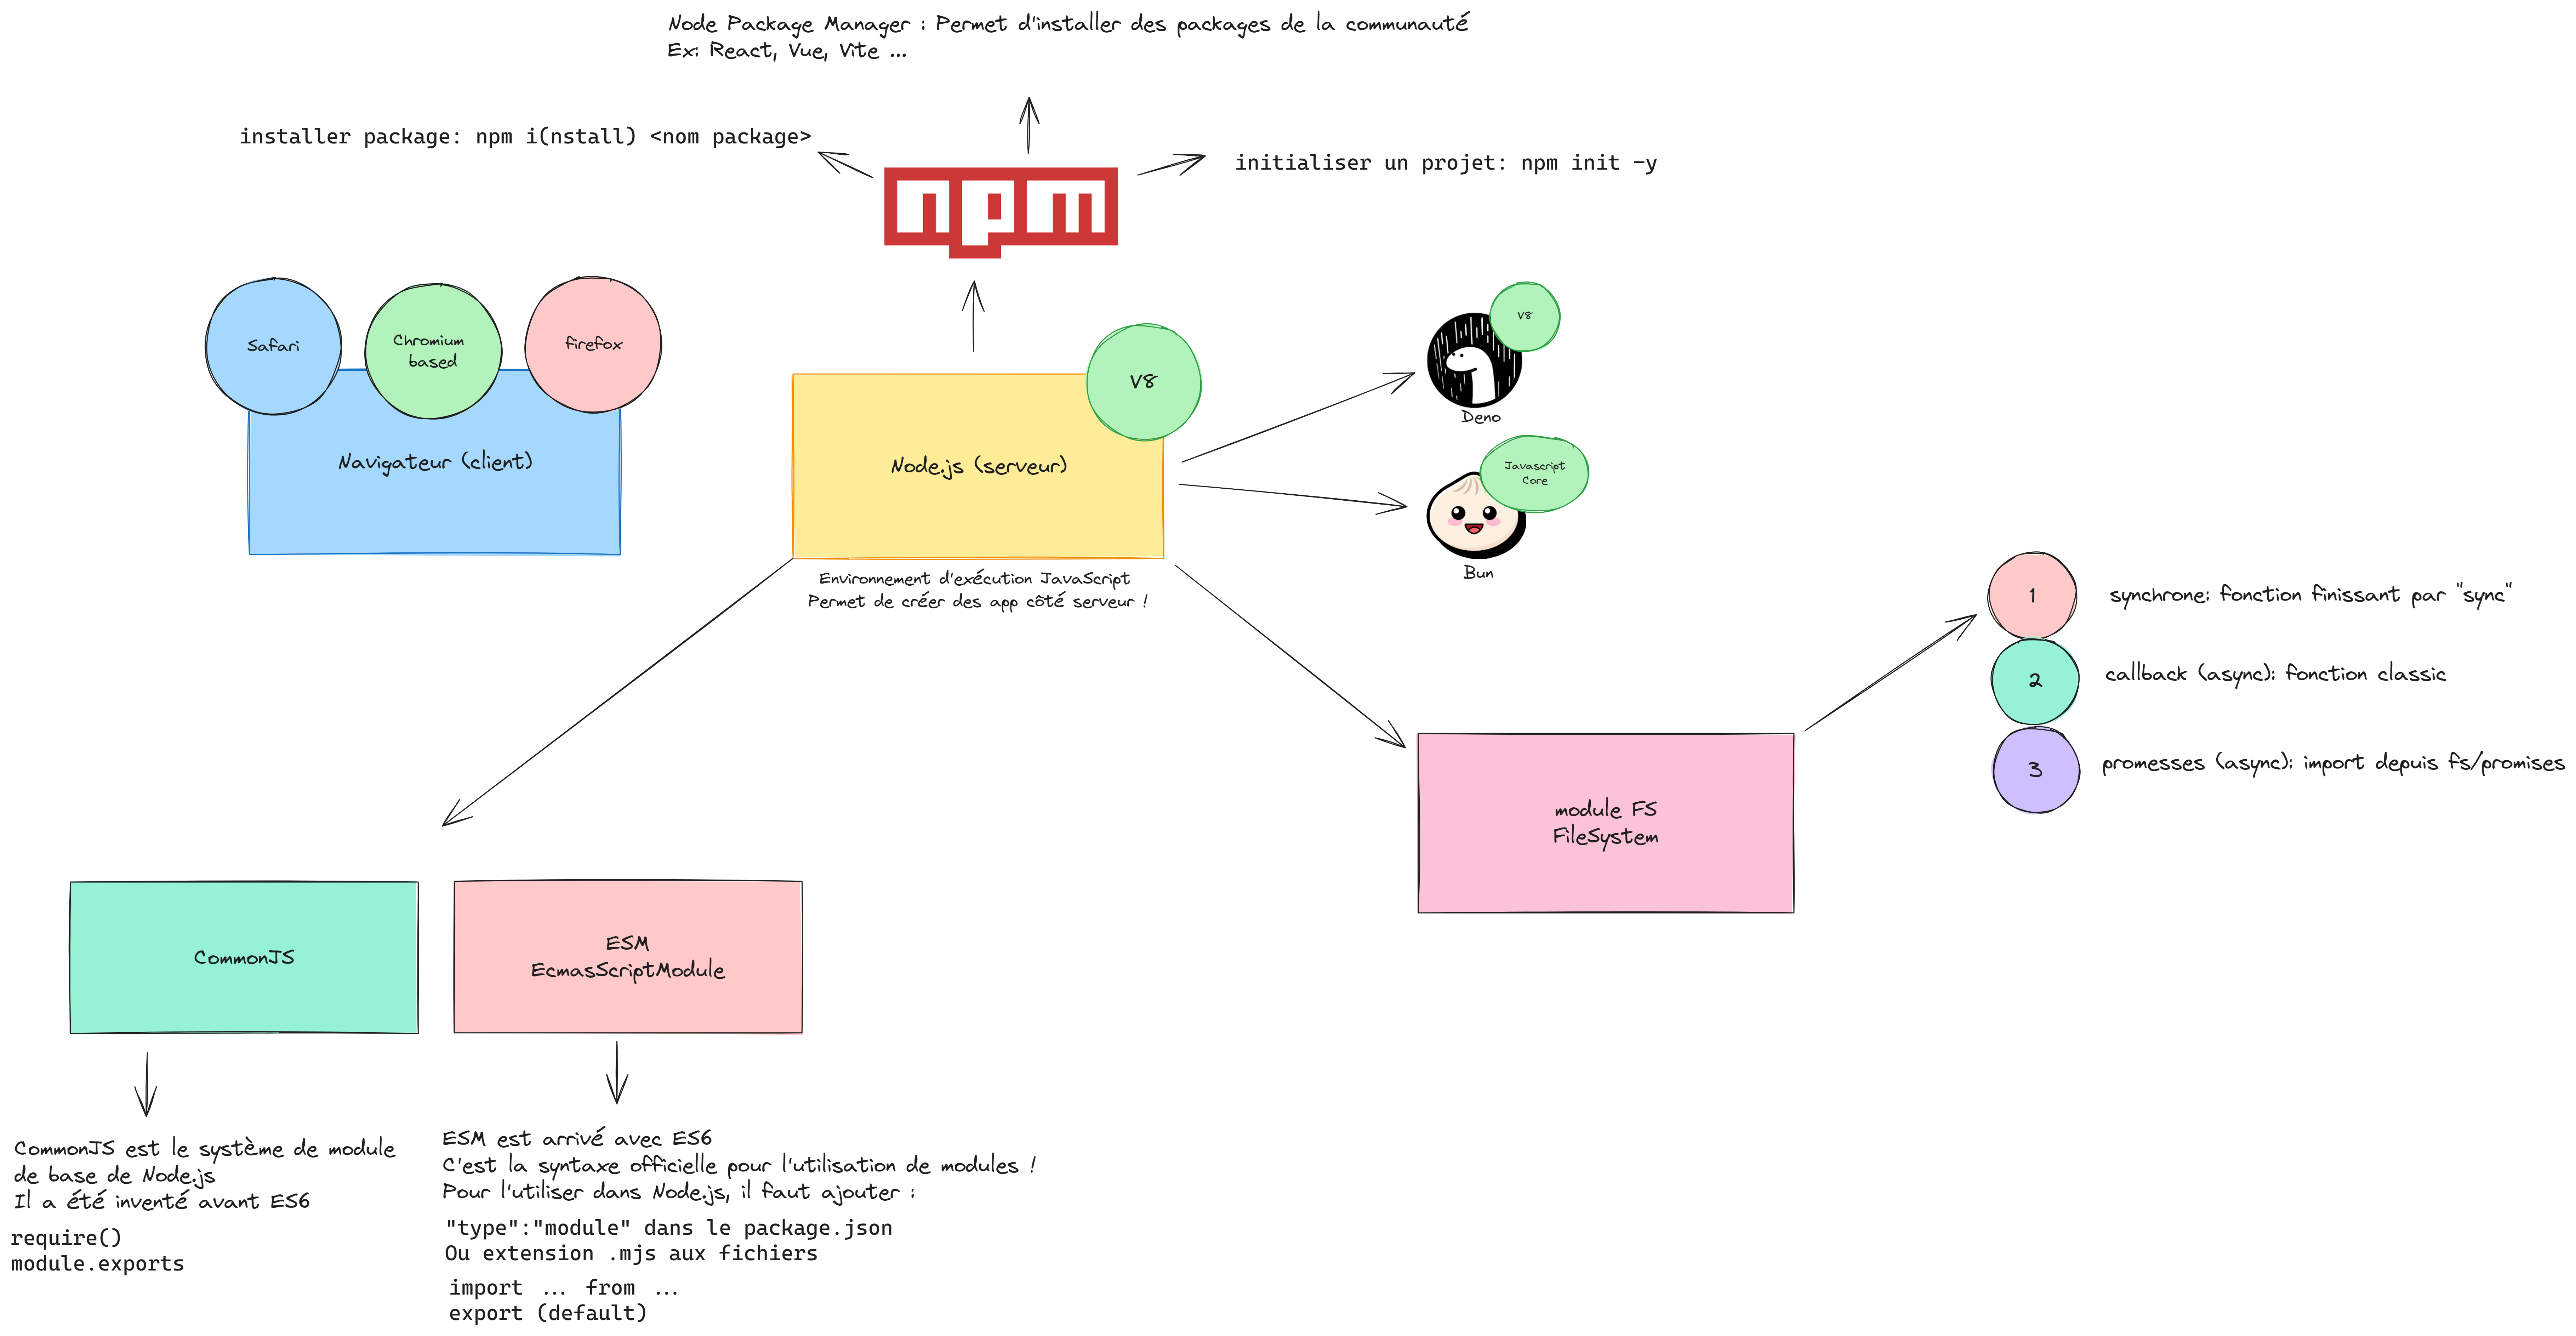 Node Package Manager : Permet d'installer des packages de la communauté
Ex: React, Vue, Vite ...
installer package: npm i(nstall) <nom package>
initialiser un projet: npm init -y
npm
Safari
Chromium
based
firefox
Navigateur (client)
V8
Node.js (serveur)
Environnement d'exécution JavaScript
Permet de créer des app côté serveur !
V8
Deno
Javascript
Core
Bun
1
synchrone: fonction finissant par "sync"
2
callback (async): fonction classic
3
promesses (async): import depuis fs/promises
module FS
FileSystem
CommonJS
ESM
EcmasScriptModule
CommonJS est le système de module
de base de Node.js
Il a été inventé avant ES6
require()
module.exports
ESM est arrivé avec ES6
C'est la syntaxe officielle pour l'utilisation de modules !
Pour l'utiliser dans Node.js, il faut ajouter :
"type":"module" dans le package.json
Ou extension .mjs aux fichiers
import ... from ...
export (default)